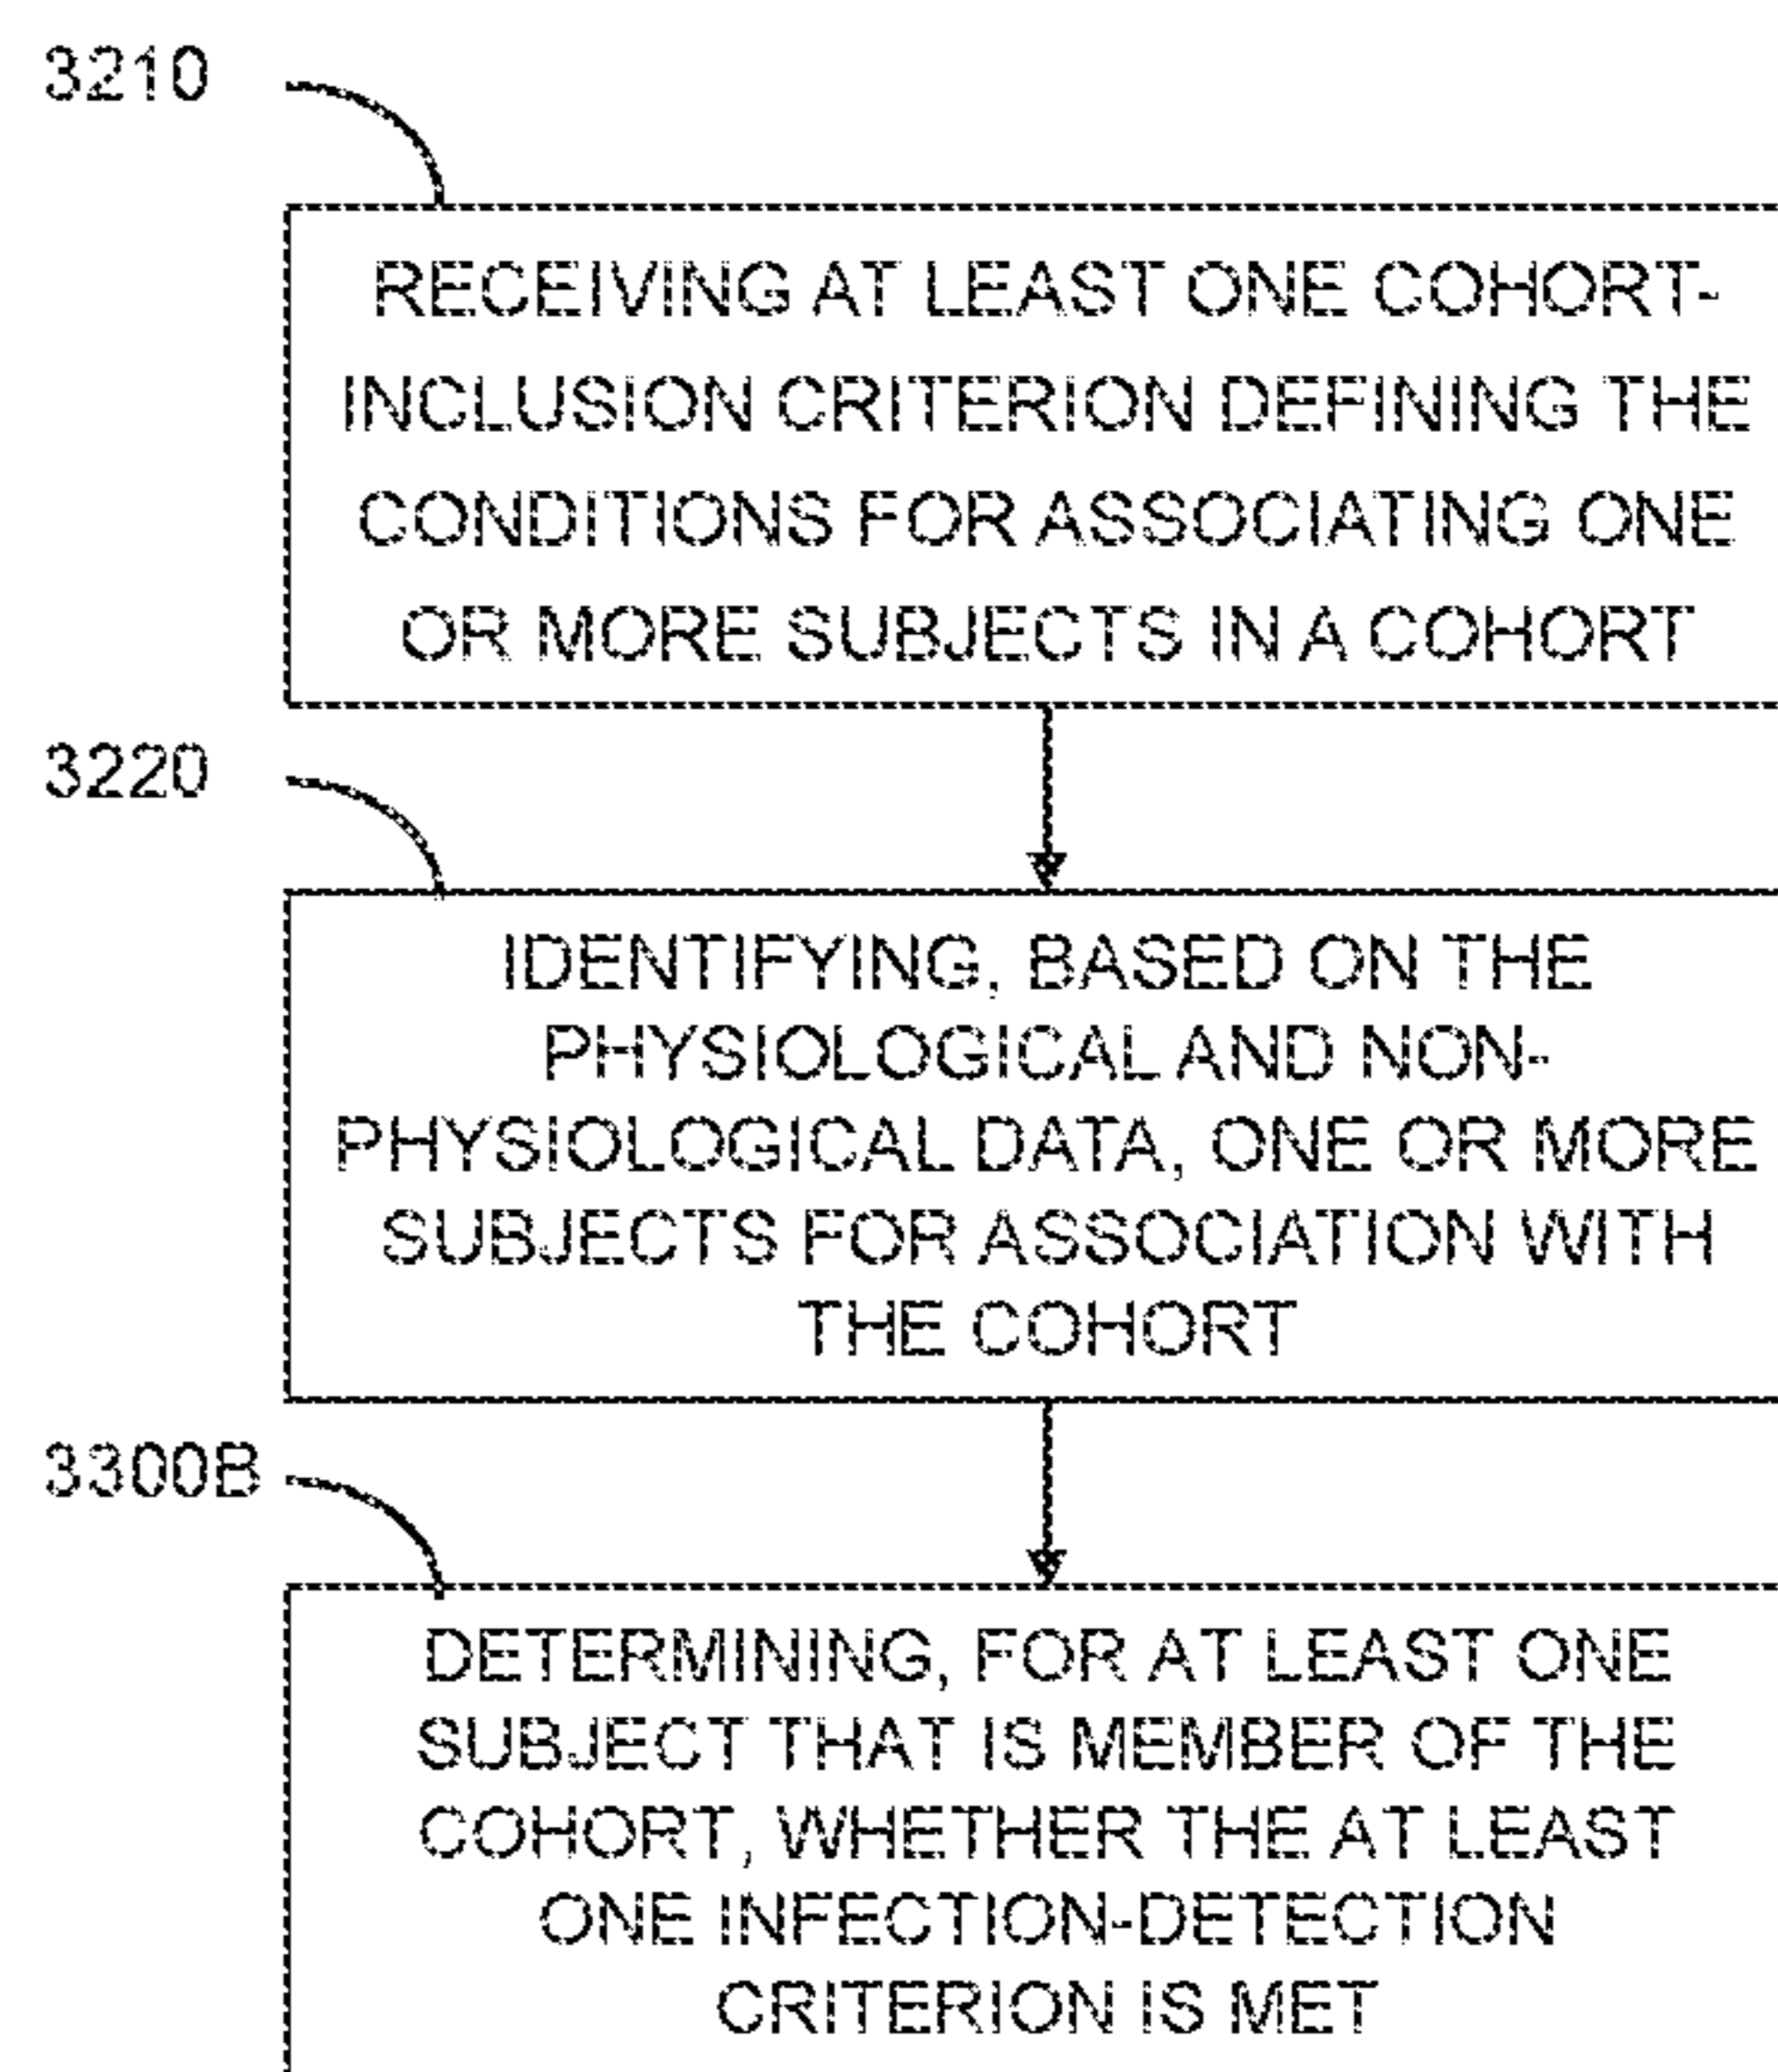 3210
RECEIVING AT LEAST ONE COHORT-
INCLUSION CRITERION DEFINING THE
CONDITIONS FOR ASSOCIATING ONE
OR MORE SUBJECTS IN A COHORT
3220
IDENTIFYING, BASED ON THE
PHYSIOLOGICAL AND NON-
PHYSIOLOGICAL DATA, ONE OR MORE
SUBJECTS FOR ASSOCIATION WITH
THE COHORT
3300B
DETERMINING, FOR AT LEAST ONE
SUBJECT THAT IS MEMBER OF THE
COHORT, WHETHER THE AT LEAST
ONE INFECTION-DETECTION
CRITERION IS MET